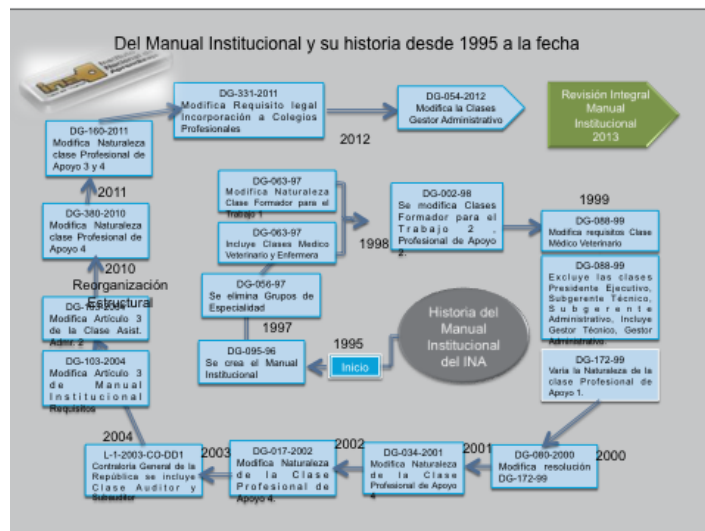 Del Manual Institucional y su historia desde 1995 a la fecha
Nacional
DG-331-2011
Modifica Requisito legal
Incorporación a Colegios
Profesionales
DG-054-2012
Modifica la Clases
Gestor Administrativo
Revisión Integral
Manual
Institucional
2013
2012
DG-160-2011
Modifica Naturaleza
clase Profesional de
Apoyo 3 y 4
2011
DG-380-2010
Modifica Naturaleza
clase Profesional de
Apoyo 4
2010
Reorganización
Estructural
Modifica Artículo 3
de la Clase Asist.
Admr. 2
DG-103-2004
Modifica Artículo 3
de Manual
Institucional
Requisitos
2004
DG-063-97
Modifica Naturaleza
Clase Formador para el
Trabajo 1
DG-063-97
Incluye Clases Medico
Veterinario y Enfermera
DG-056-97
Se elimina Grupos de
Especialidad
1997
DG-095-96
Se crea el Manual
Institucional
1995
Inicio
Historia del
Manual
Institucional
del INA
1998
DG-002-98
Se modifica Clases
Formador para el
Trabajo 2 ,
Profesional de Apoyo
2.
1999
DG-088-99
Modifica requisitos Clase
Médico Veterinario
DG-088-99
Excluye las clases
Presidente Ejecutivo,
Subgerente Técnico,
Subgerente
Administrativo, Incluye
Gestor Técnico, Gestor
Administrativo.
DG-172-99
Varia la Naturaleza de la
clase Profesional de
Apoyo 1.
DG-080-2000
Modifica resolución
DG-172-99
2000
2001
DG-034-2001
Modifica Naturaleza
de la Clase
Profesional de Apoyo
4
2002
DG-017-2002
Modifica Naturaleza
de la Clase
Profesional de
Apoyo 4.
2003
L-1-2003-CO-DD1
Contraloría General de la
República se incluye
Clase Auditor y
Subauditor